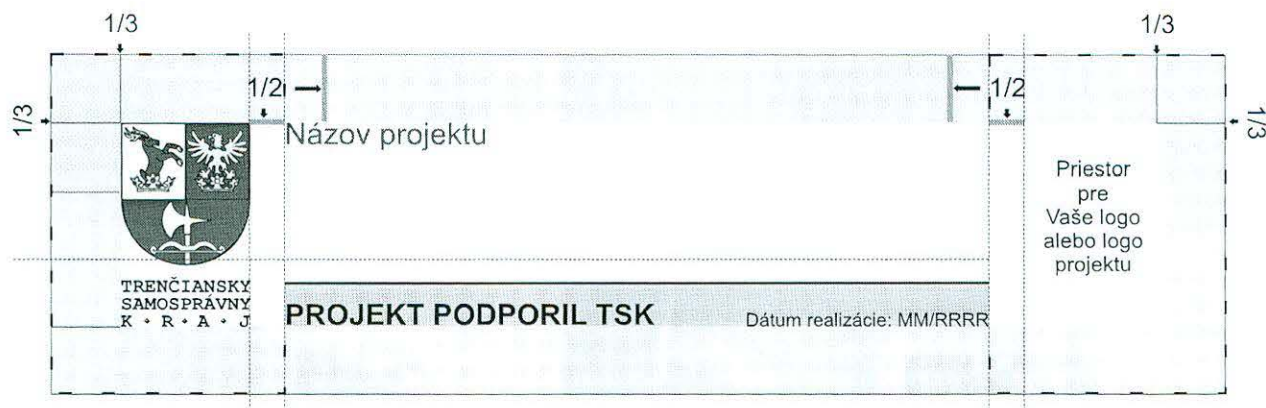 1/3
1/3
1/2
1/2
1/3
1/3
Názov projektu
Priestor
pre
Vaše logo
alebo logo
projektu
TRENČIANSKY
SAMOSPRÁVNY
K • R • A • J
PROJEKT PODPORIL TSK
Dátum realizácie: MM/RRRR